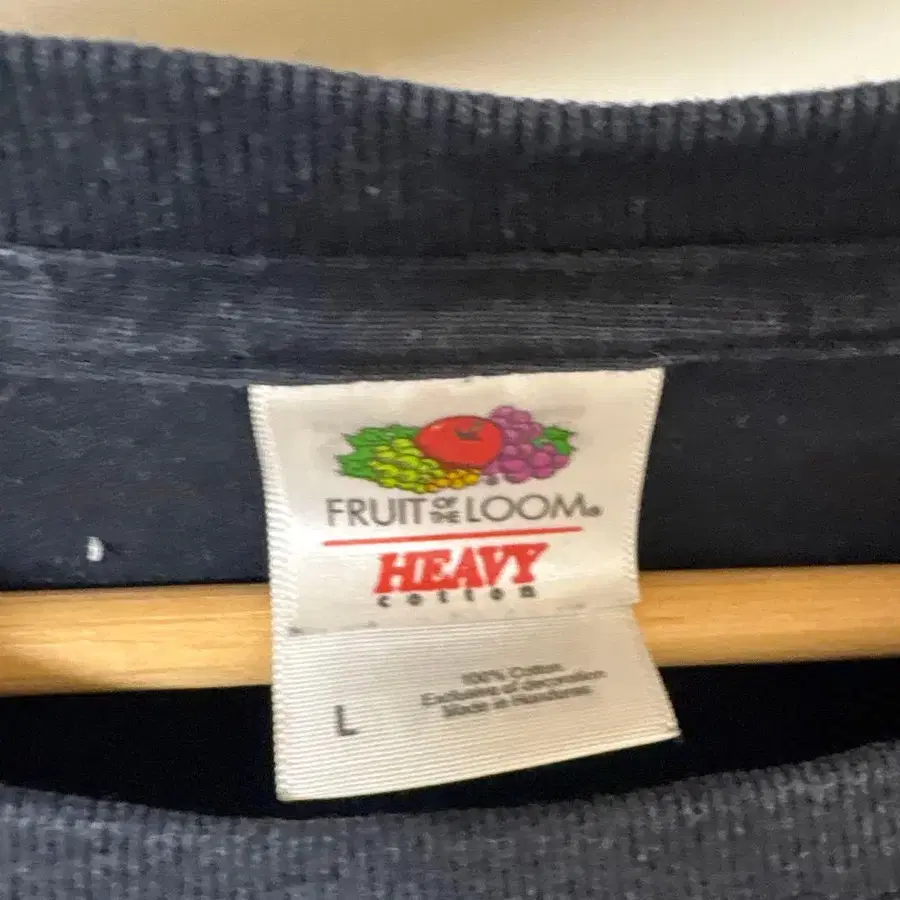 FRUIT OF THE LOOM®
HEAVY
cotton
L
100% Cotton
Exclusive of decoration
Made in Honduras